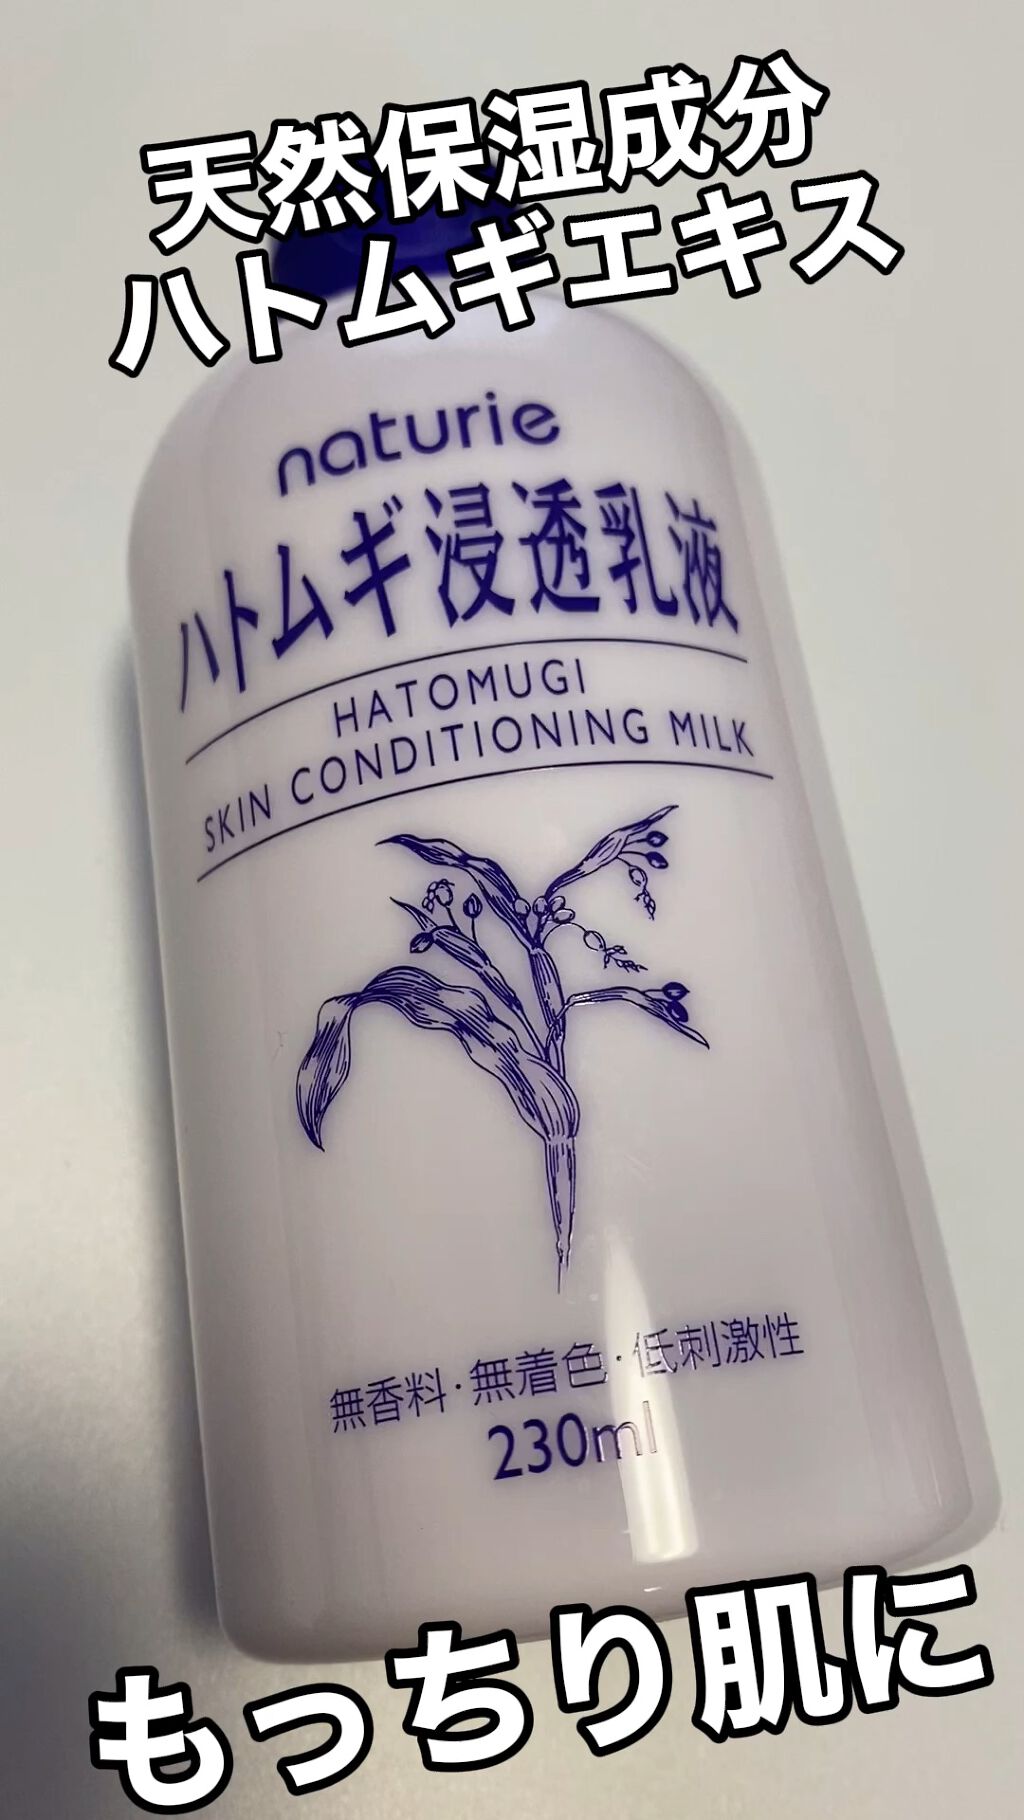 天然保湿成分
ハトムギエキス
naturie
ハトムギ浸透乳液
HATOMUGI
SKIN CONDITIONING MILK
無香料・無着色・低刺激性
230ml
もっちり肌に